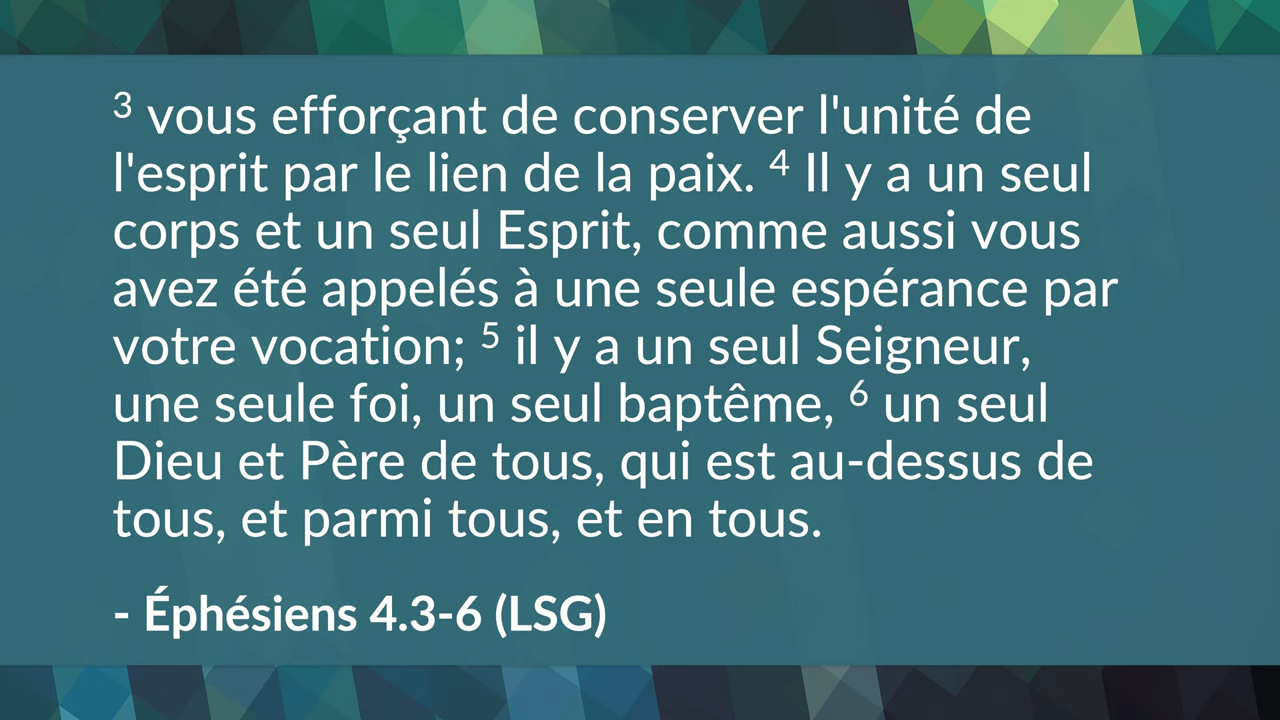 ³ vous efforçant de conserver l'unité de
l'esprit par le lien de la paix. ⁴ Il y a un seul
corps et un seul Esprit, comme aussi vous
avez été appelés à une seule espérance par
votre vocation; ⁵ il y a un seul Seigneur,
une seule foi, un seul baptême, ⁶ un seul
Dieu et Père de tous, qui est au-dessus de
tous, et parmi tous, et en tous.
- Éphésiens 4.3-6 (LSG)